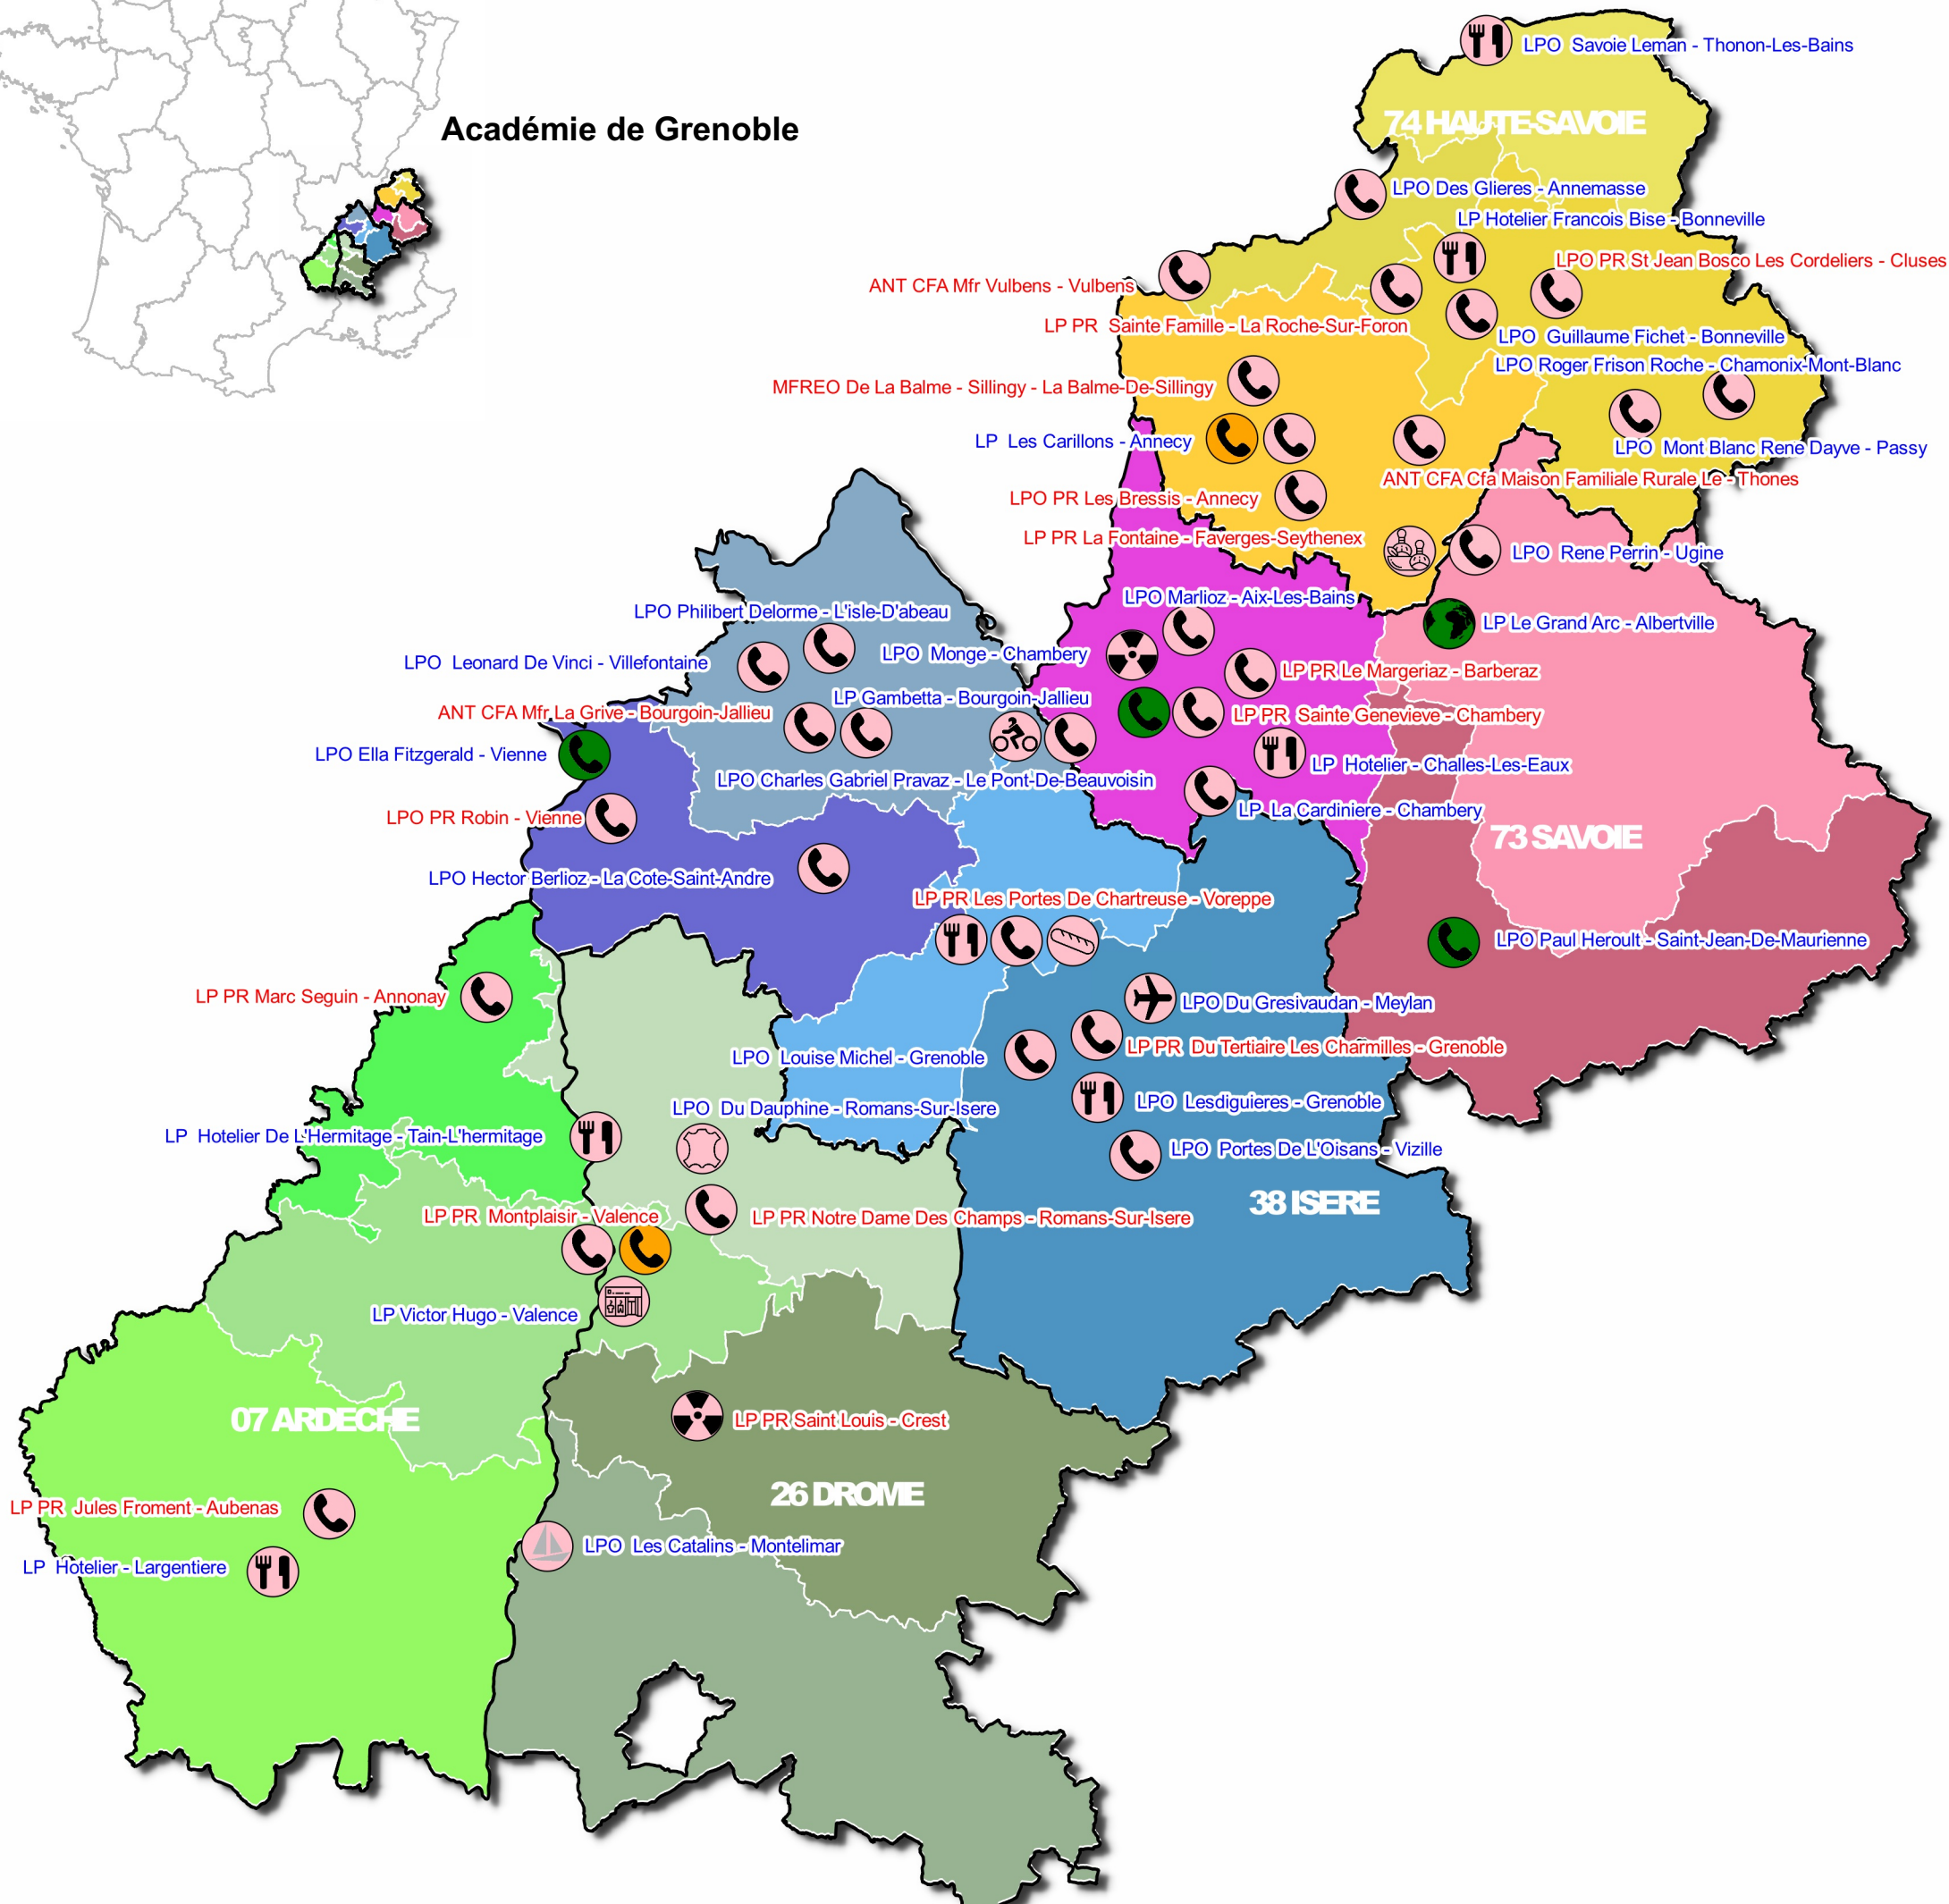 LPO Savoie Leman - Thonon-Les-Bains
74 HAUTE-SAVOIE
Académie de Grenoble
LPO Des Glieres - Annemasse
LP Hotelier Francois Bise - Bonneville
LPO PR St Jean Bosco Les Cordeliers - Cluses
ANT CFA Mfr Vulbens - Vulbens
LP PR Sainte Famille - La Roche-Sur-Foron
LPO Guillaume Fichet - Bonneville
LPO Roger Frison Roche - Chamonix-Mont-Blanc
MFREO De La Balme - Sillingy - La Balme-De-Sillingy
LP Les Carillons - Annecy
LPO Mont Blanc Rene Dayve - Passy
ANT CFA Cfa Maison Familiale Rurale Le - Thones
LPO PR Les Bressis - Annecy
LP PR La Fontaine - Faverges-Seythenex
LPO Rene Perrin - Ugine
LPO Marlioz - Aix-Les-Bains
LPO Philibert Delorme - L'isle-D'abeau
LP Le Grand Arc - Albertville
LPO Monge - Chambery
LPO Leonard De Vinci - Villefontaine
LP PR Le Margeriaz - Barberaz
LP Gambetta - Bourgoin-Jallieu
ANT CFA Mfr La Grive - Bourgoin-Jallieu
LP PR Sainte Genevieve - Chambery
LPO Ella Fitzgerald - Vienne
LP Hotelier - Challes-Les-Eaux
LPO Charles Gabriel Pravaz - Le Pont-De-Beauvoisin
LP La Cardiniere - Chambery
LPO PR Robin - Vienne
73 SAVOIE
LPO Hector Berlioz - La Cote-Saint-Andre
LP PR Les Portes De Chartreuse - Voreppe
LPO Paul Heroult - Saint-Jean-De-Maurienne
LP PR Marc Seguin - Annonay
LPO Du Gresivaudan - Meylan
LP PR Du Tertiaire Les Charmilles - Grenoble
LPO Louise Michel - Grenoble
LPO Lesdiguieres - Grenoble
LPO Du Dauphine - Romans-Sur-Isere
LP Hotelier De L'Hermitage - Tain-L'hermitage
LPO Portes De L'Oisans - Vizille
38 ISERE
LP PR Montplaisir - Valence
LP PR Notre Dame Des Champs - Romans-Sur-Isere
LP Victor Hugo - Valence
07 ARDECHE
LP PR Saint Louis - Crest
26 DROME
LP PR Jules Froment - Aubenas
LPO Les Catalins - Montelimar
LP Hotelier - Largentiere